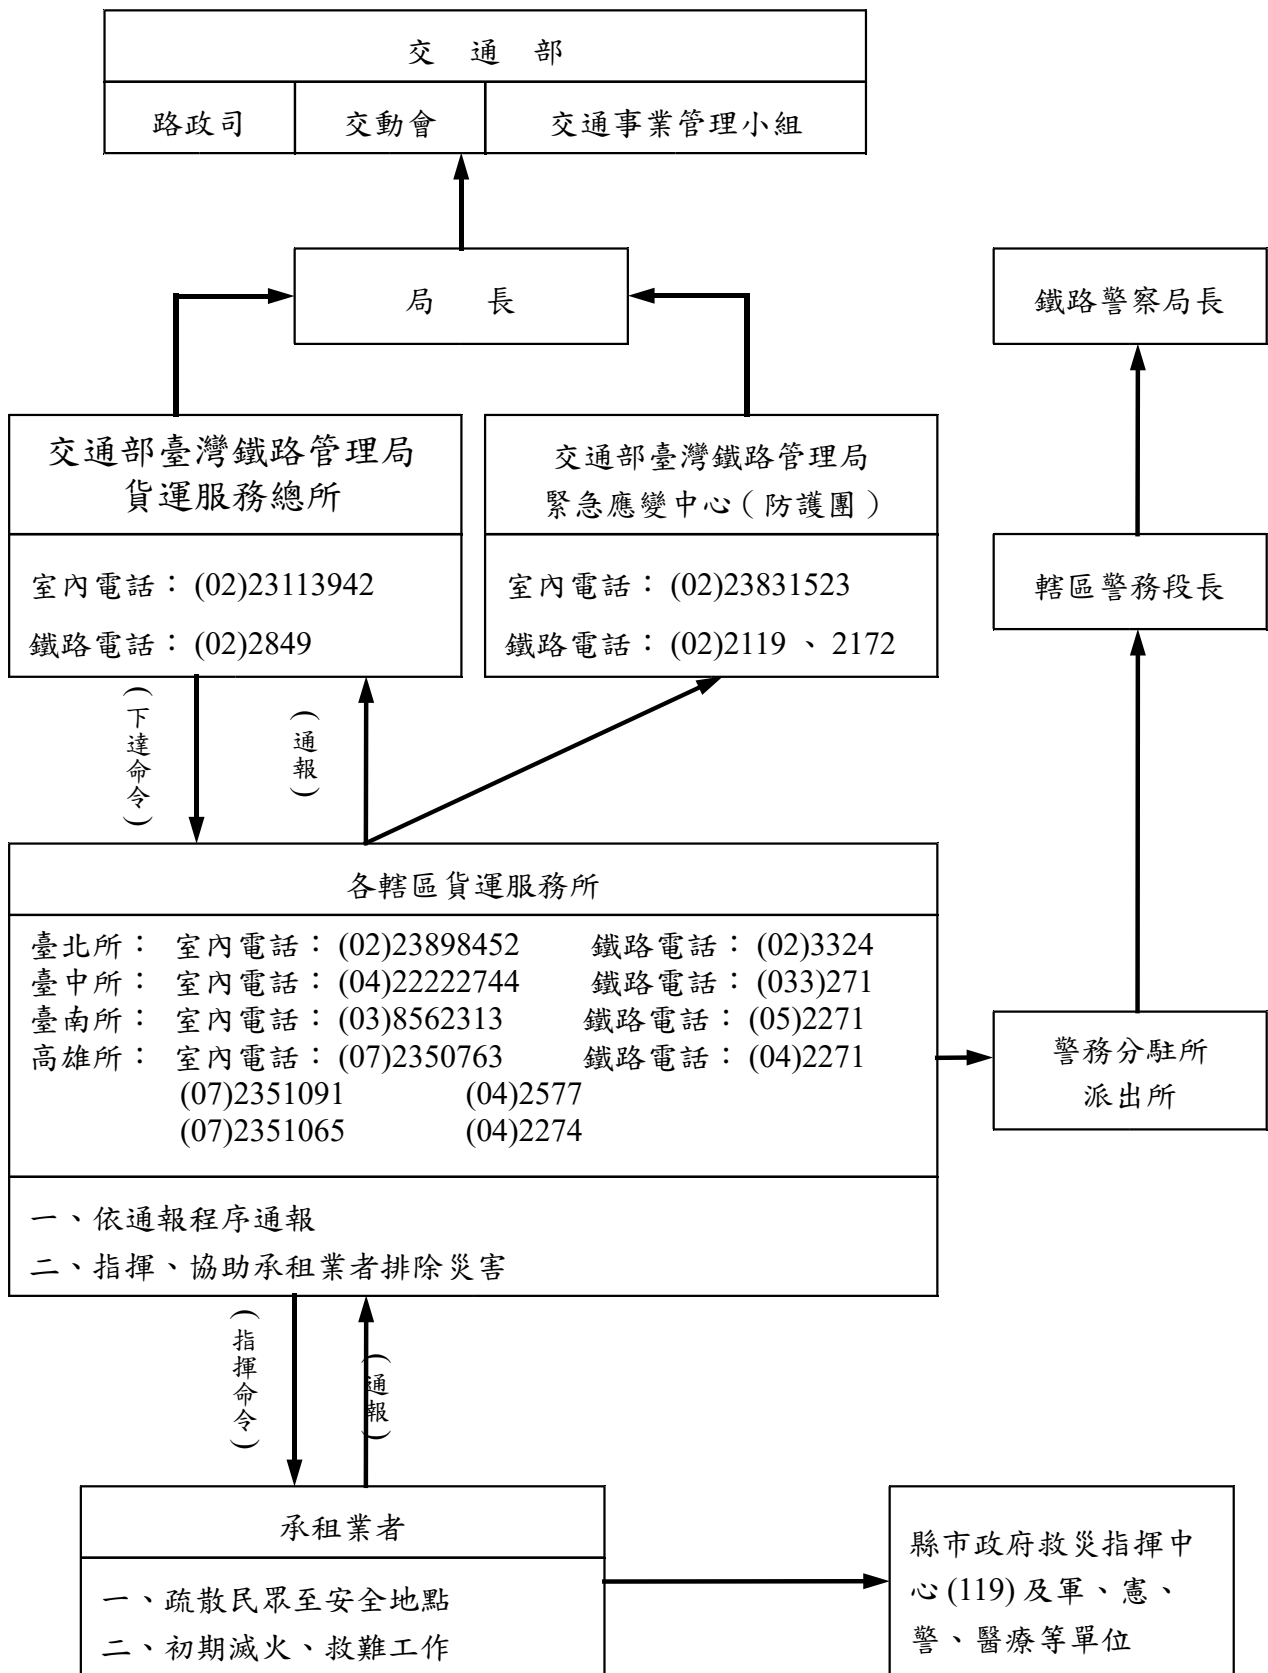 交通部
路政司 交動會 交通事業管理小組
局長
鐵路警察局長
交通部臺灣鐵路管理局
貨運服務總所
室內電話：(02)23113942
鐵路電話：(02)2849
交通部臺灣鐵路管理局
緊急應變中心（防護團）
室內電話：(02)23831523
鐵路電話：(02)2119、2172
轄區警務段長
（下達命令）
（通報）
各轄區貨運服務所
臺北所： 室內電話：(02)23898452 鐵路電話：(02)3324
臺中所： 室內電話：(04)22222744 鐵路電話：(033)271
臺南所： 室內電話：(03)8562313 鐵路電話：(05)2271
高雄所： 室內電話：(07)2350763 鐵路電話：(04)2271
(07)2351091 (04)2577
(07)2351065 (04)2274
一、依通報程序通報
二、指揮、協助承租業者排除災害
警務分駐所
派出所
（指揮命令）
（通報）
承租業者
一、疏散民眾至安全地點
二、初期滅火、救難工作
縣市政府救災指揮中
心(119)及軍、憲、
警、醫療等單位